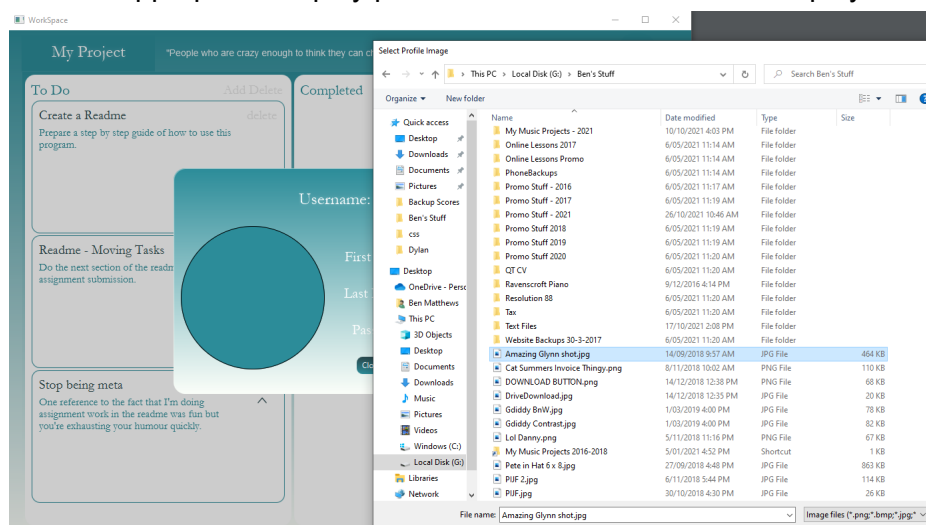 WorkSpace
My Project
"People who are crazy enough to think they can ch
To Do
Add Delete
Completed
Create a Readme
delete
Prepare a step by step guide of how to use this
program.
Readme - Moving Tasks
Do the next section of the readm
assignment submission.
Stop being meta
One reference to the fact that I'm doing
assignment work in the readme was fun but
you're exhausting your humour quickly.
Username:
First
Last
Pas
Clo
Select Profile Image
This PC > Local Disk (G:) > Ben's Stuff
Search Ben's Stuff
Organize
New folder
Quick access
Desktop
Downloads
Documents
Pictures
Backup Scores
Ben's Stuff
css
Dylan
Desktop
OneDrive - Perso
Ben Matthews
This PC
3D Objects
Desktop
Documents
Downloads
Music
Pictures
Videos
Windows (C:)
Local Disk (G:)
Libraries
Network
Name Date modified Type Size
My Music Projects - 2021 10/10/2021 4:03 PM File folder
Online Lessons 2017 6/05/2021 11:14 AM File folder
Online Lessons Promo 6/05/2021 11:14 AM File folder
PhoneBackups 6/05/2021 11:14 AM File folder
Promo Stuff - 2016 6/05/2021 11:17 AM File folder
Promo Stuff - 2017 6/05/2021 11:19 AM File folder
Promo Stuff - 2021 26/10/2021 10:46 AM File folder
Promo Stuff 2018 6/05/2021 11:19 AM File folder
Promo Stuff 2019 6/05/2021 11:19 AM File folder
Promo Stuff 2020 6/05/2021 11:20 AM File folder
QT CV 6/05/2021 11:20 AM File folder
Ravenscroft Piano 9/12/2016 4:14 PM File folder
Resolution 88 6/05/2021 11:20 AM File folder
Tax 6/05/2021 11:20 AM File folder
Text Files 17/10/2021 2:08 PM File folder
Website Backups 30-3-2017 6/05/2021 11:20 AM File folder
Amazing Glynn shot.jpg 14/09/2018 9:57 AM JPG File 464 KB
Cat Summers Invoice Thingy.png 8/11/2018 10:02 AM PNG File 110 KB
DOWNLOAD BUTTON.png 14/12/2018 12:38 PM PNG File 68 KB
DriveDownload.jpg 14/12/2018 12:35 PM JPG File 20 KB
Gdiddy BnW.jpg 1/03/2019 4:00 PM JPG File 78 KB
Gdiddy Contrast.jpg 1/03/2019 4:00 PM JPG File 82 KB
Lol Danny.png 5/11/2018 11:16 PM PNG File 67 KB
My Music Projects 2016-2018 5/01/2021 4:52 PM Shortcut 1 KB
Pete in Hat 6 x 8.jpg 27/09/2018 4:48 PM JPG File 863 KB
PIJF 2.jpg 6/11/2018 5:44 PM JPG File 114 KB
PIJF.jpg 30/10/2018 4:30 PM JPG File 26 KB
File name: Amazing Glynn shot.jpg
Image files (*.png;*.bmp;*.jpg;*